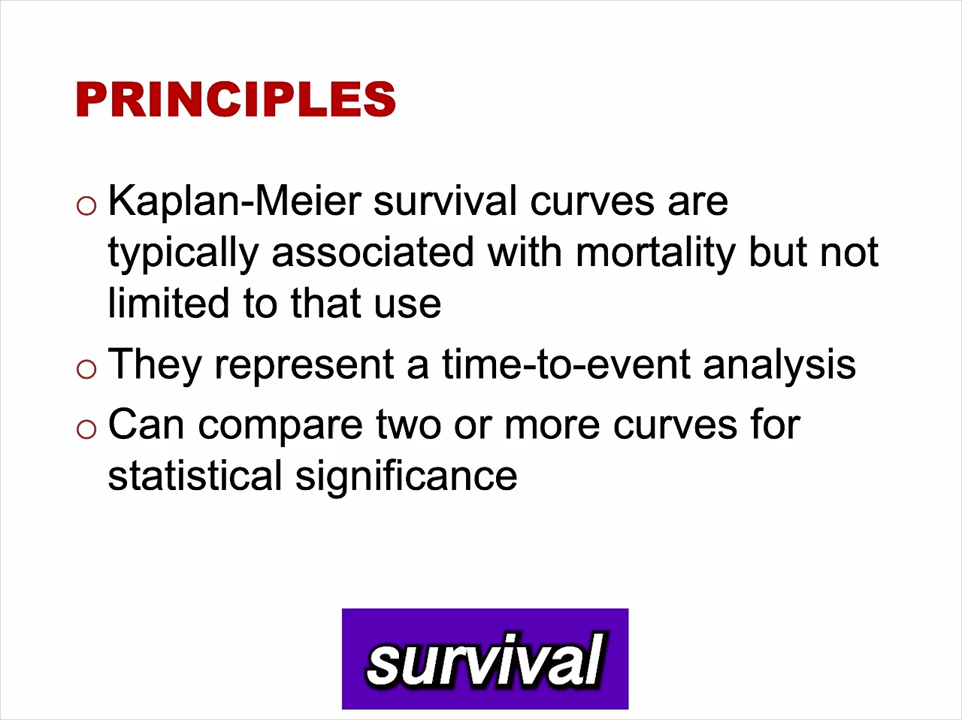 PRINCIPLES
Kaplan-Meier survival curves are
typically associated with mortality but not
limited to that use
They represent a time-to-event analysis
Can compare two or more curves for
statistical significance
survival